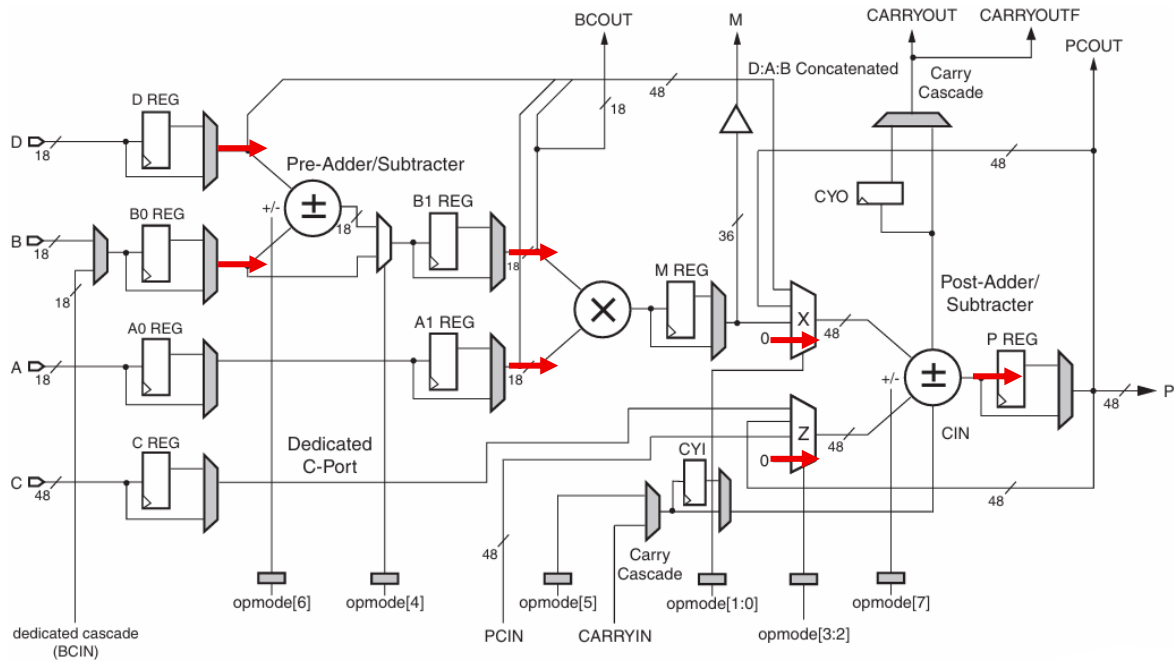 BCOUT
M
CARRYOUT
CARRYOUTF
PCOUT
D:A:B Concatenated
Carry
Cascade
48
18
D REG
D
18
Pre-Adder/Subtracter
+/-
±
18
48
CYO
B0 REG
B
18
18
B1 REG
18
36
M REG
Post-Adder/
Subtracter
×
A0 REG
A
18
A1 REG
18
X
0
48
+/-
±
P REG
P
48
CIN
C REG
C
48
Dedicated
C-Port
Z
0
48
CYI
48
48
Carry
Cascade
opmode[6]
opmode[4]
opmode[5]
opmode[1:0]
opmode[7]
dedicated cascade
(BCIN)
PCIN
CARRYIN
opmode[3:2]